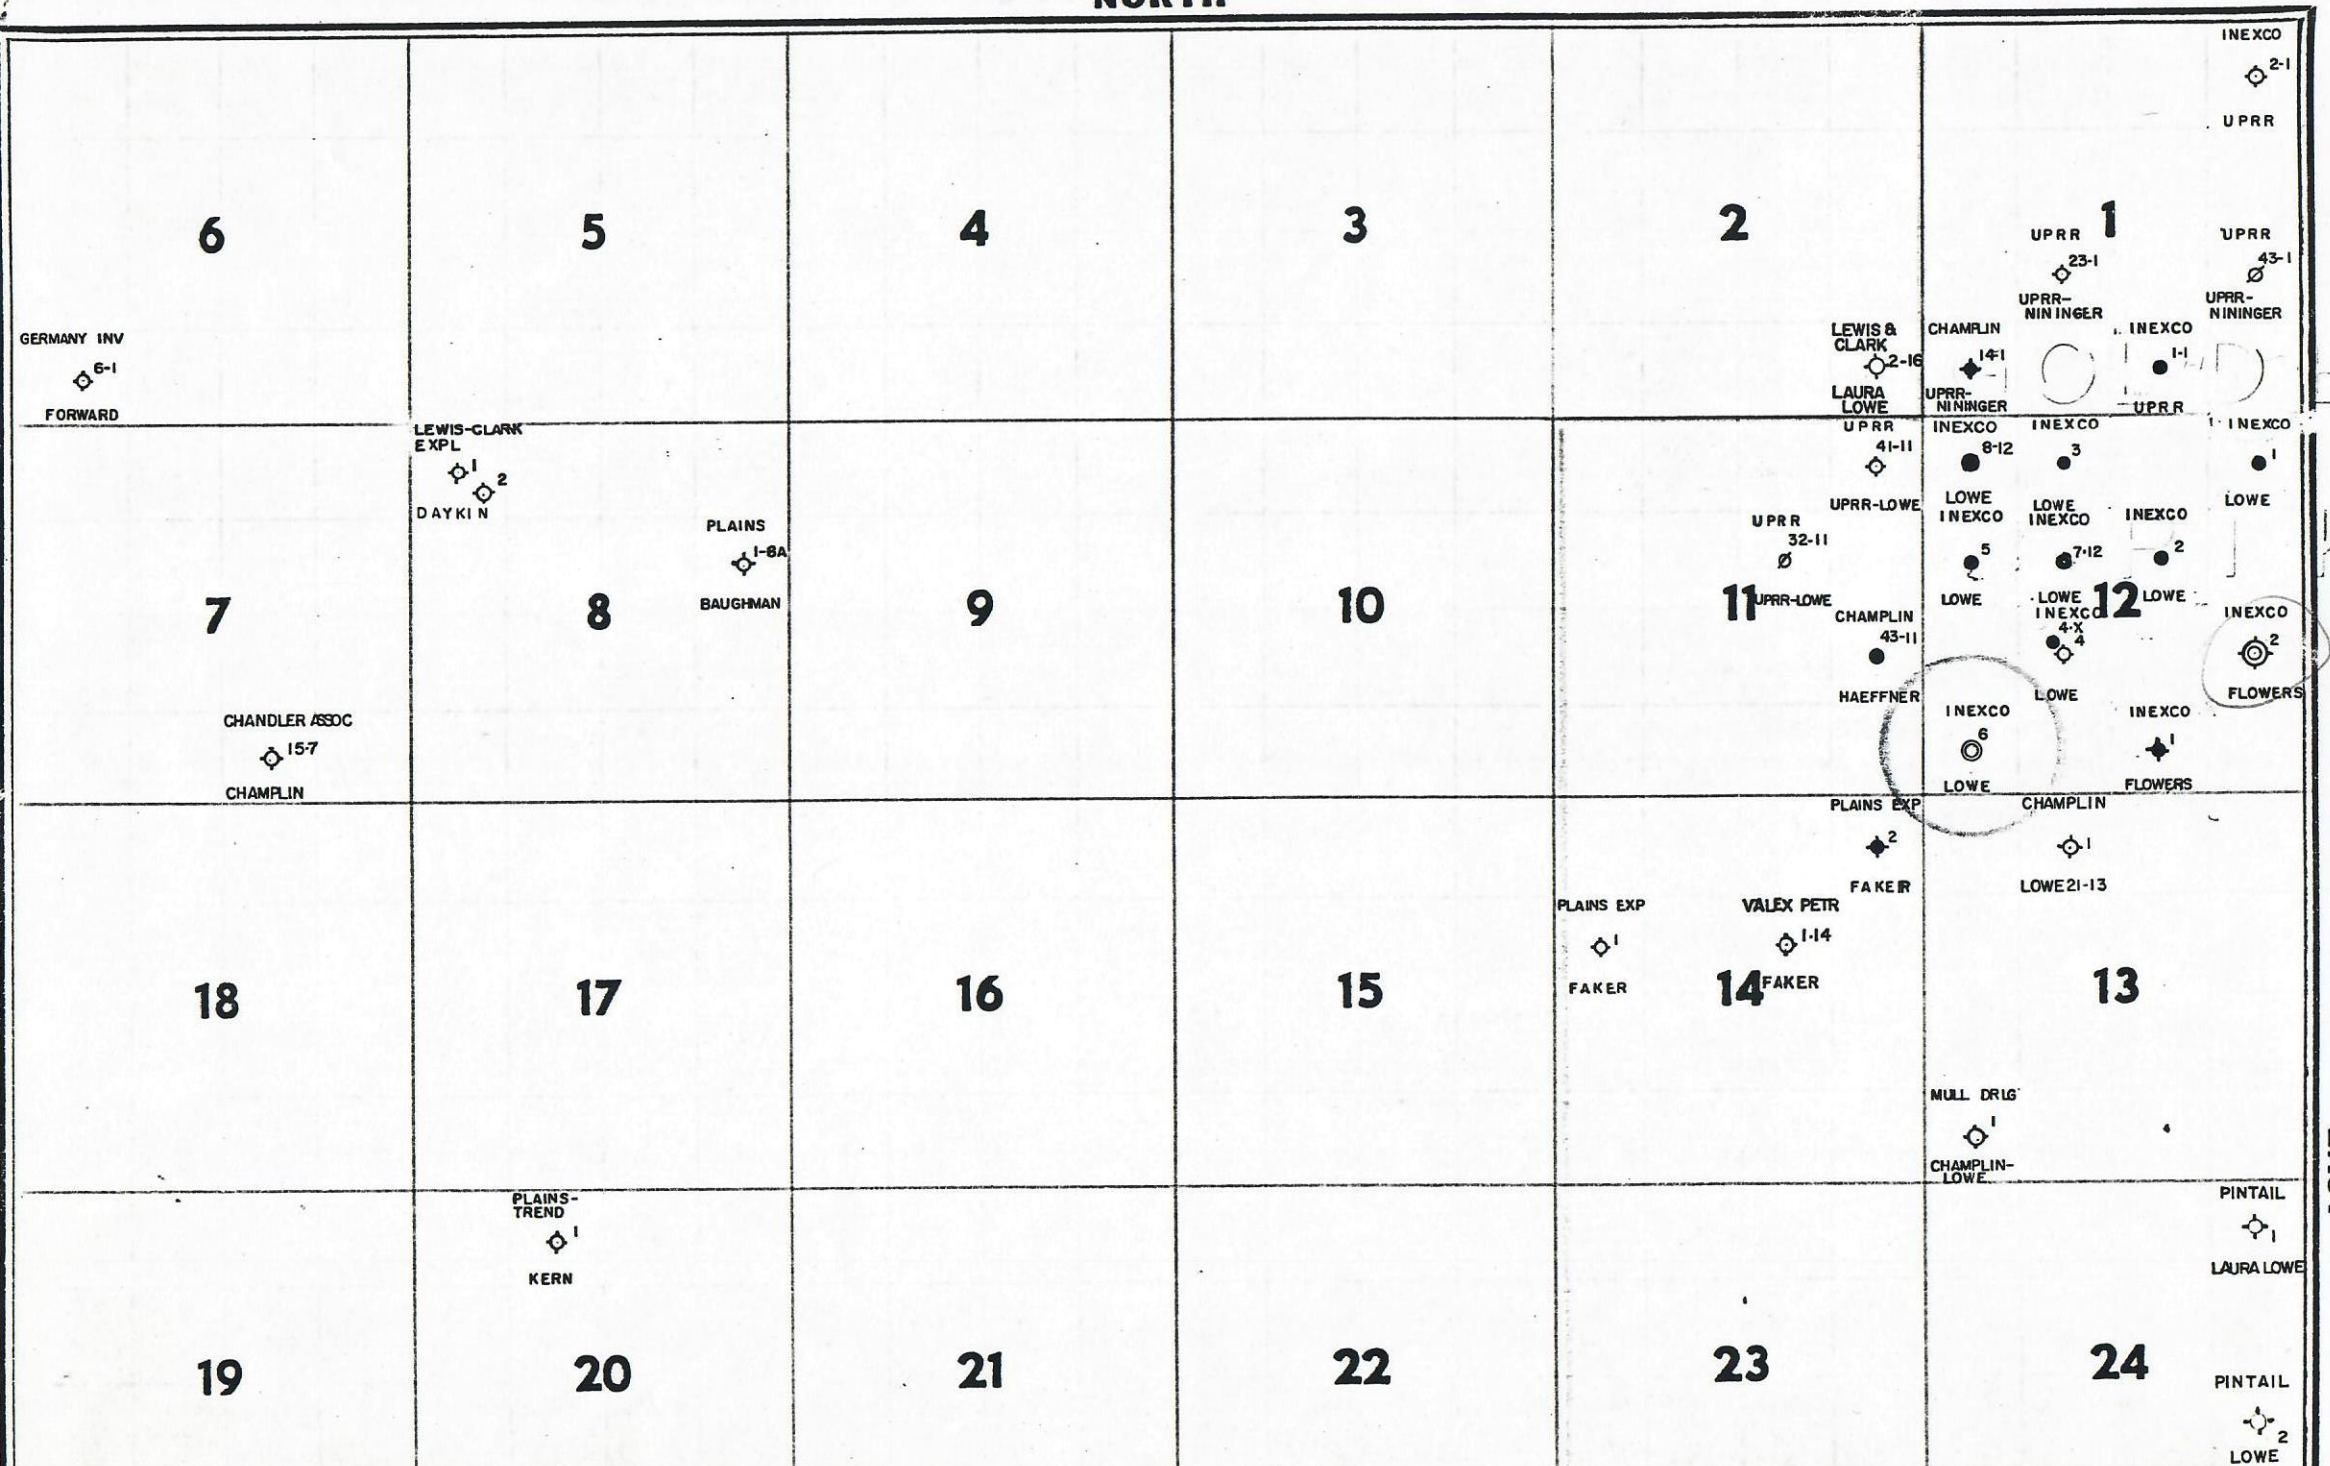 NORTH
6
GERMANY INV
6-1
FORWARD
5
4
3
2
LEWIS &
CLARK
2-16
LAURA
LOWE
INEXCO
2-1
UPRR
1
UPRR
23-1
UPRR-
NININGER
UPRR
43-1
UPRR-
NININGER
CHAMPLIN
14-1
UPRR-
NININGER
INEXCO
1-1
UPRR
7
CHANDLER ASSOC
15-7
CHAMPLIN
LEWIS-CLARK
EXPL
1
2
DAYKIN
PLAINS
1-8A
BAUGHMAN
8
9
10
UPRR
41-11
UPRR-LOWE
UPRR
32-11
11
UPRR-LOWE
CHAMPLIN
43-11
HAEFFNER
INEXCO
8-12
LOWE
INEXCO
3
LOWE
INEXCO
1
LOWE
INEXCO
5
LOWE
INEXCO
7-12
LOWE
INEXCO
2
LOWE
12
INEXCO
4-X
4
LOWE
INEXCO
2
FLOWERS
INEXCO
6
LOWE
INEXCO
1
FLOWERS
18
17
16
15
PLAINS EXP
2
FAKER
PLAINS EXP
1
FAKER
VALEX PETR
1-14
14
FAKER
CHAMPLIN
1
LOWE 21-13
13
MULL DRLG
1
CHAMPLIN-
LOWE
19
PLAINS-
TREND
1
KERN
20
21
22
23
PINTAIL
1
LAURA LOWE
24
PINTAIL
2
LOWE